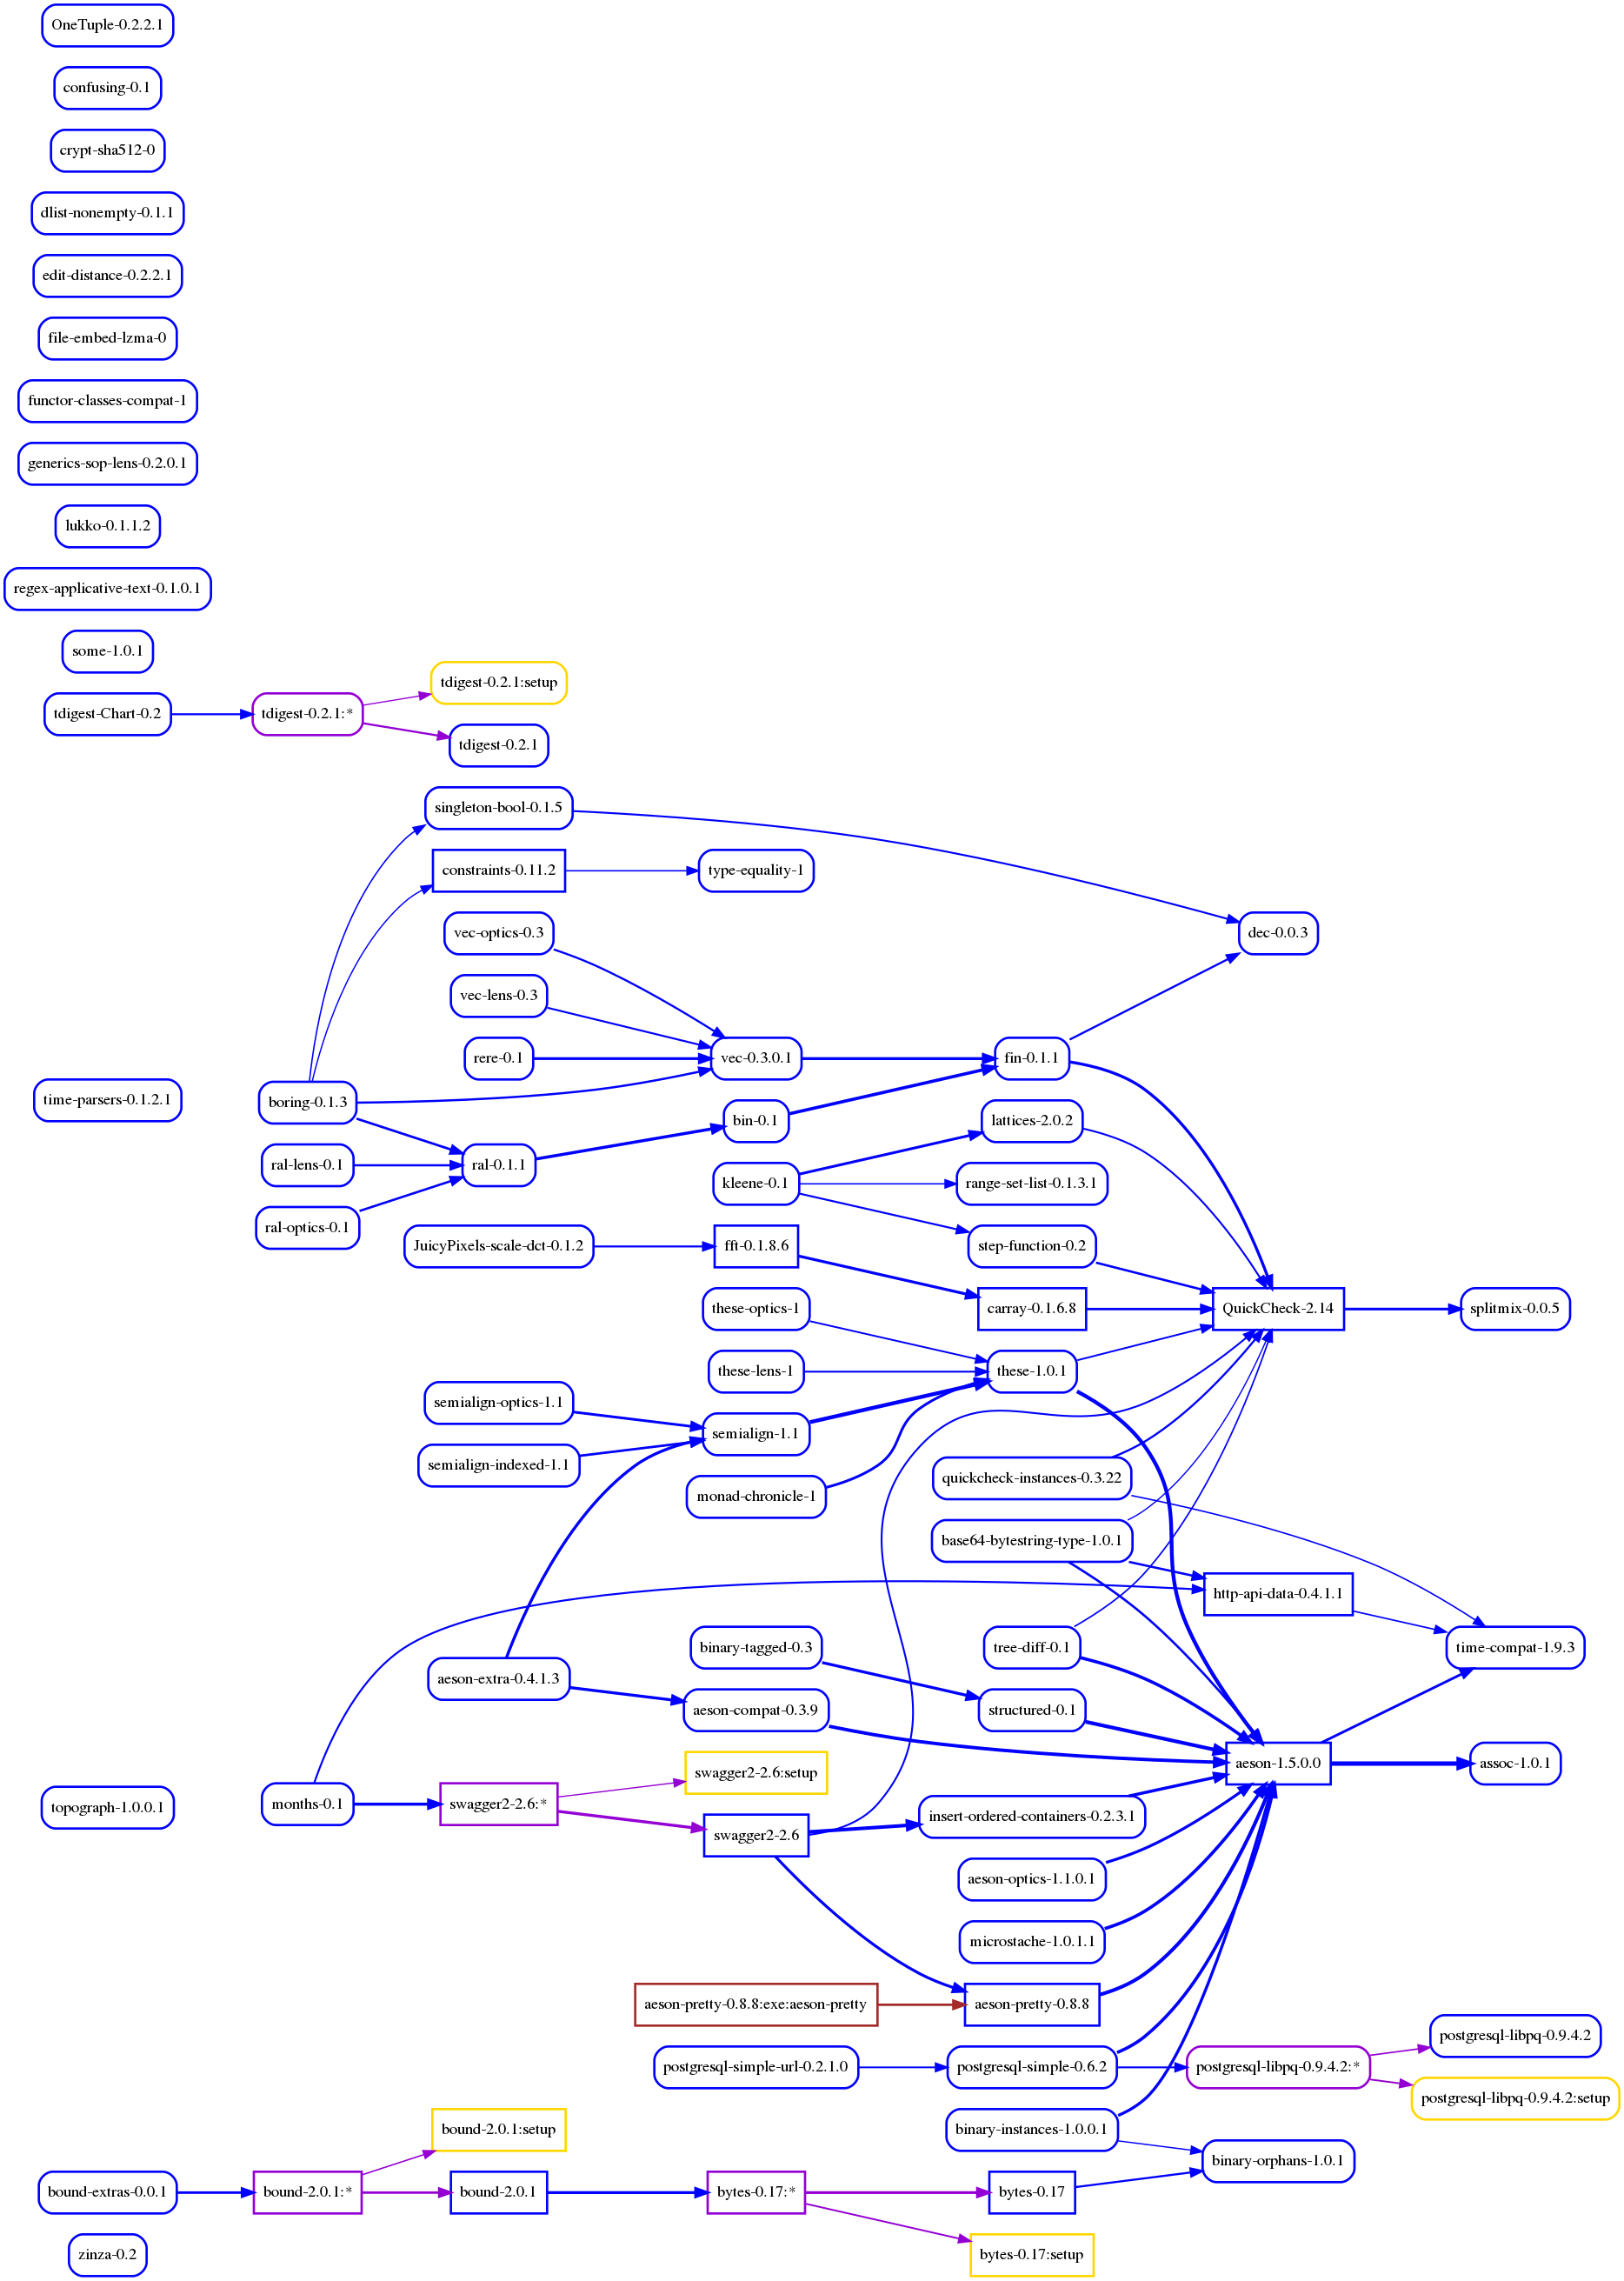 OneTuple-0.2.2.1
confusing-0.1
crypt-sha512-0
dlist-nonempty-0.1.1
edit-distance-0.2.2.1
file-embed-lzma-0
functor-classes-compat-1
generics-sop-lens-0.2.0.1
lukko-0.1.1.2
regex-applicative-text-0.1.0.1
some-1.0.1
tdigest-0.2.1:setup
tdigest-Chart-0.2
tdigest-0.2.1:*
tdigest-0.2.1
singleton-bool-0.1.5
constraints-0.11.2
type-equality-1
vec-optics-0.3
dec-0.0.3
vec-lens-0.3
rere-0.1
vec-0.3.0.1
fin-0.1.1
time-parsers-0.1.2.1
boring-0.1.3
bin-0.1
lattices-2.0.2
ral-lens-0.1
ral-0.1.1
kleene-0.1
range-set-list-0.1.3.1
ral-optics-0.1
JuicyPixels-scale-dct-0.1.2
fft-0.1.8.6
step-function-0.2
these-optics-1
carray-0.1.6.8
QuickCheck-2.14
splitmix-0.0.5
these-lens-1
these-1.0.1
semialign-optics-1.1
semialign-1.1
semialign-indexed-1.1
quickcheck-instances-0.3.22
monad-chronicle-1
base64-bytestring-type-1.0.1
http-api-data-0.4.1.1
binary-tagged-0.3
tree-diff-0.1
time-compat-1.9.3
aeson-extra-0.4.1.3
aeson-compat-0.3.9
structured-0.1
swagger2-2.6:setup
aeson-1.5.0.0
assoc-1.0.1
topograph-1.0.0.1
months-0.1
swagger2-2.6:*
swagger2-2.6
insert-ordered-containers-0.2.3.1
aeson-optics-1.1.0.1
microstache-1.0.1.1
aeson-pretty-0.8.8:exe:aeson-pretty
aeson-pretty-0.8.8
postgresql-libpq-0.9.4.2
postgresql-simple-url-0.2.1.0
postgresql-simple-0.6.2
postgresql-libpq-0.9.4.2:*
postgresql-libpq-0.9.4.2:setup
bound-2.0.1:setup
binary-instances-1.0.0.1
binary-orphans-1.0.1
bound-extras-0.0.1
bound-2.0.1:*
bound-2.0.1
bytes-0.17:*
bytes-0.17
zinza-0.2
bytes-0.17:setup